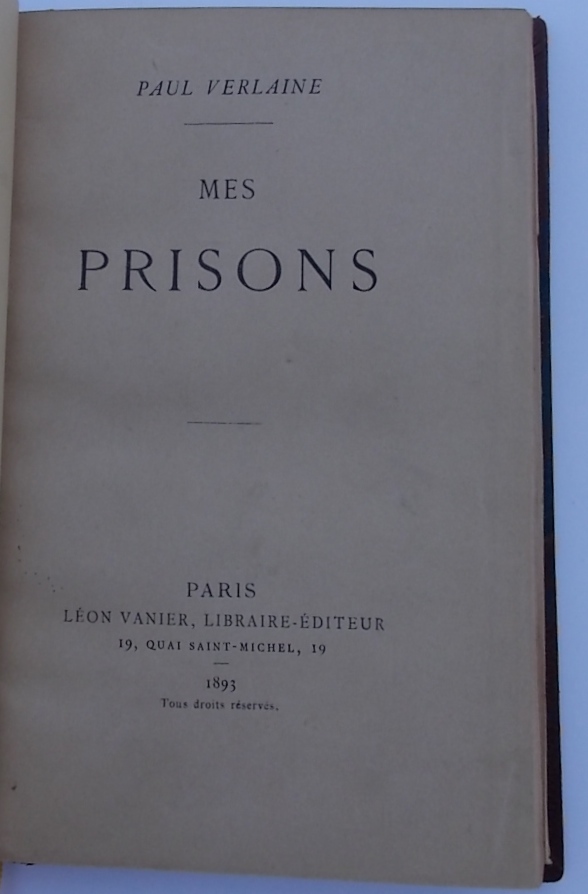 PAUL VERLAINE
MES
PRISONS
PARIS
LÉON VANIER, LIBRAIRE-ÉDITEUR
19, QUAI SAINT-MICHEL, 19
1893
Tous droits réservés.